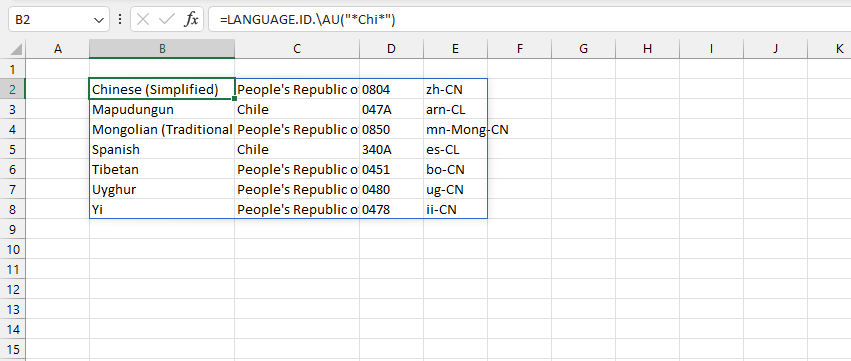 B2 fx =LANGUAGE.ID.\AU("*Chi*")
A B C D E F G H I J K
1
2 Chinese (Simplified) People's Republic o 0804 zh-CN
3 Mapudungun Chile 047A arn-CL
4 Mongolian (Traditional People's Republic o 0850 mn-Mong-CN
5 Spanish Chile 340A es-CL
6 Tibetan People's Republic o 0451 bo-CN
7 Uyghur People's Republic o 0480 ug-CN
8 Yi People's Republic o 0478 ii-CN
9
10
11
12
13
14
15